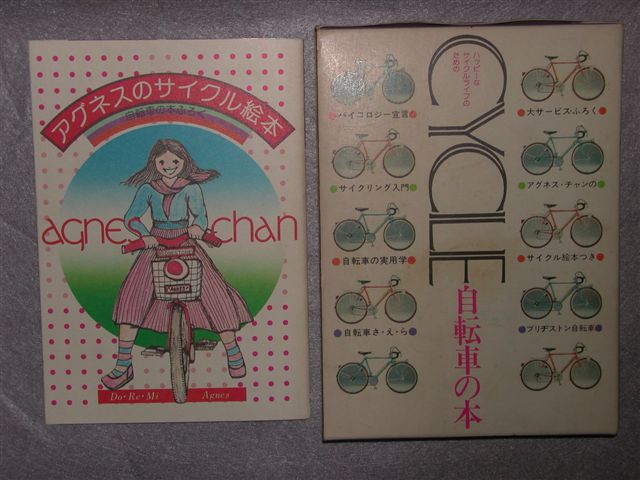 アグネスのサイクル絵本
自転車の本ふろく
agnes chan
Do・Re・Mi Agnes
ハッピーな
サイクルライフの
ための
CYCLE
自転車の本
●バイコロジー宣言●
●サイクリング入門●
●自転車の実用学●
●自転車さ・え・ら●
●大サービス・ふろく●
●アグネス・チャンの●
●サイクル絵本つき●
●ブリヂストン自転車●